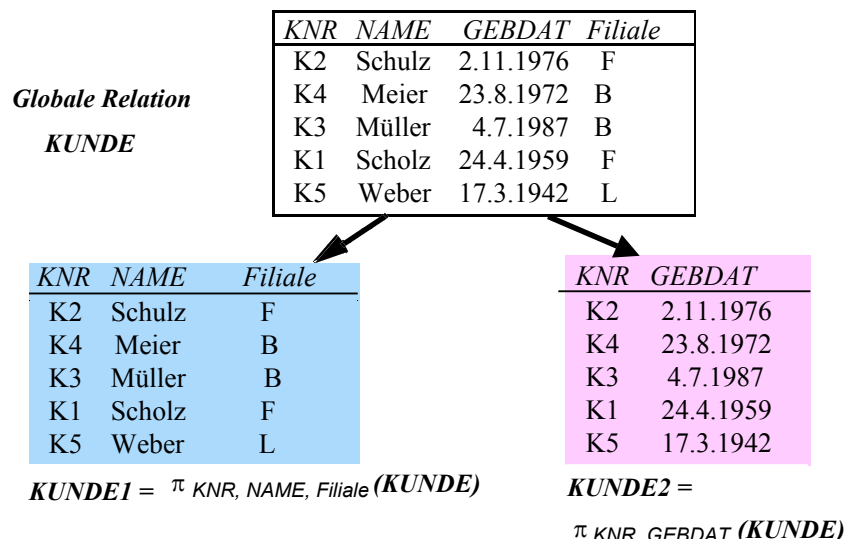 KNR NAME GEBDAT Filiale
K2 Schulz 2.11.1976 F
K4 Meier 23.8.1972 B
K3 Müller 4.7.1987 B
K1 Scholz 24.4.1959 F
K5 Weber 17.3.1942 L
Globale Relation
KUNDE
KNR NAME Filiale
K2 Schulz F
K4 Meier B
K3 Müller B
K1 Scholz F
K5 Weber L
KUNDE1 = π KNR, NAME, Filiale (KUNDE)
KNR GEBDAT
K2 2.11.1976
K4 23.8.1972
K3 4.7.1987
K1 24.4.1959
K5 17.3.1942
KUNDE2 =
π KNR, GEBDAT (KUNDE)